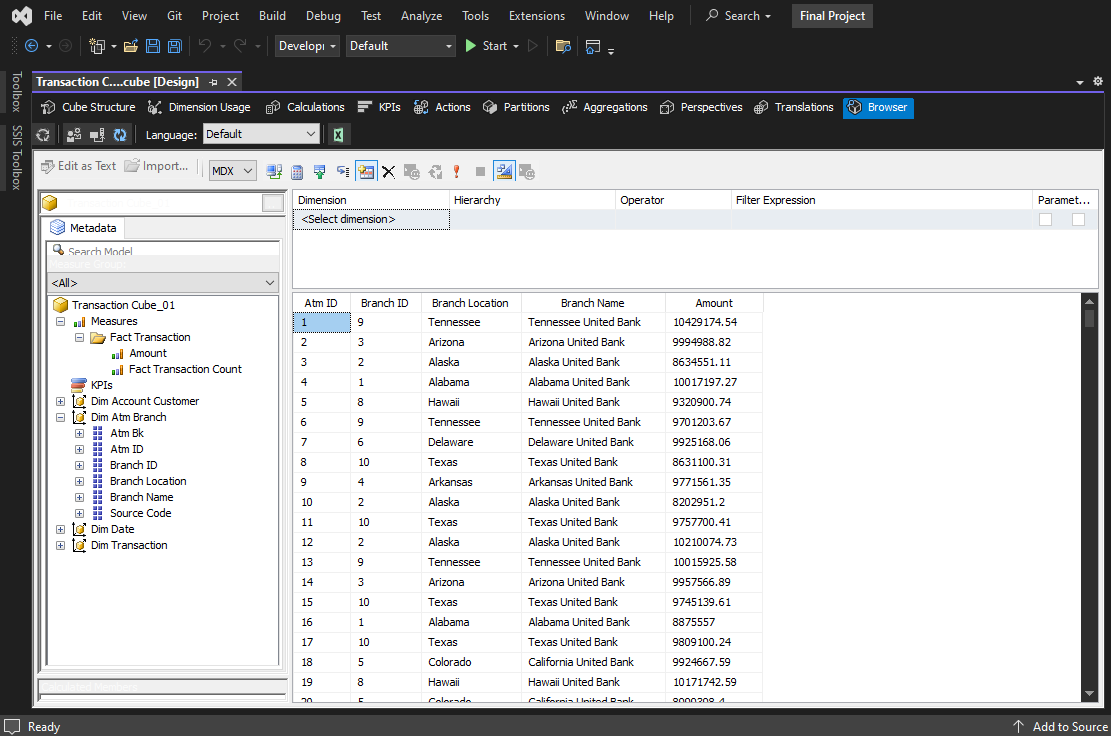 File Edit View Git Project Build Debug Test Analyze Tools Extensions Window Help Search Final Project
Develop Default Start
Toolbox
SSIS Toolbox
Transaction C....cube [Design]
Cube Structure Dimension Usage Calculations KPIs Actions Partitions Aggregations Perspectives Translations Browser
Language: Default
Edit as Text Import... MDX
Metadata
Search Model
<All>
Transaction Cube_01
Measures
Fact Transaction
Amount
Fact Transaction Count
KPIs
Dim Account Customer
Dim Atm Branch
Atm Bk
Atm ID
Branch ID
Branch Location
Branch Name
Source Code
Dim Date
Dim Transaction
Dimension Hierarchy Operator Filter Expression Paramet...
<Select dimension>
Atm ID Branch ID Branch Location Branch Name Amount
1 9 Tennessee Tennessee United Bank 10429174.54
2 3 Arizona Arizona United Bank 9994988.82
3 2 Alaska Alaska United Bank 8634551.11
4 1 Alabama Alabama United Bank 10017197.27
5 8 Hawaii Hawaii United Bank 9320900.74
6 9 Tennessee Tennessee United Bank 9701203.67
7 6 Delaware Delaware United Bank 9925168.06
8 10 Texas Texas United Bank 8631100.31
9 4 Arkansas Arkansas United Bank 9771561.35
10 2 Alaska Alaska United Bank 8202951.2
11 10 Texas Texas United Bank 9757700.41
12 2 Alaska Alaska United Bank 10210074.73
13 9 Tennessee Tennessee United Bank 10015925.58
14 3 Arizona Arizona United Bank 9957566.89
15 10 Texas Texas United Bank 9745139.61
16 1 Alabama Alabama United Bank 8875557
17 10 Texas Texas United Bank 9809100.24
18 5 Colorado California United Bank 9924667.59
19 8 Hawaii Hawaii United Bank 10171742.59
20 5 Colorado California United Bank
Ready Add to Source